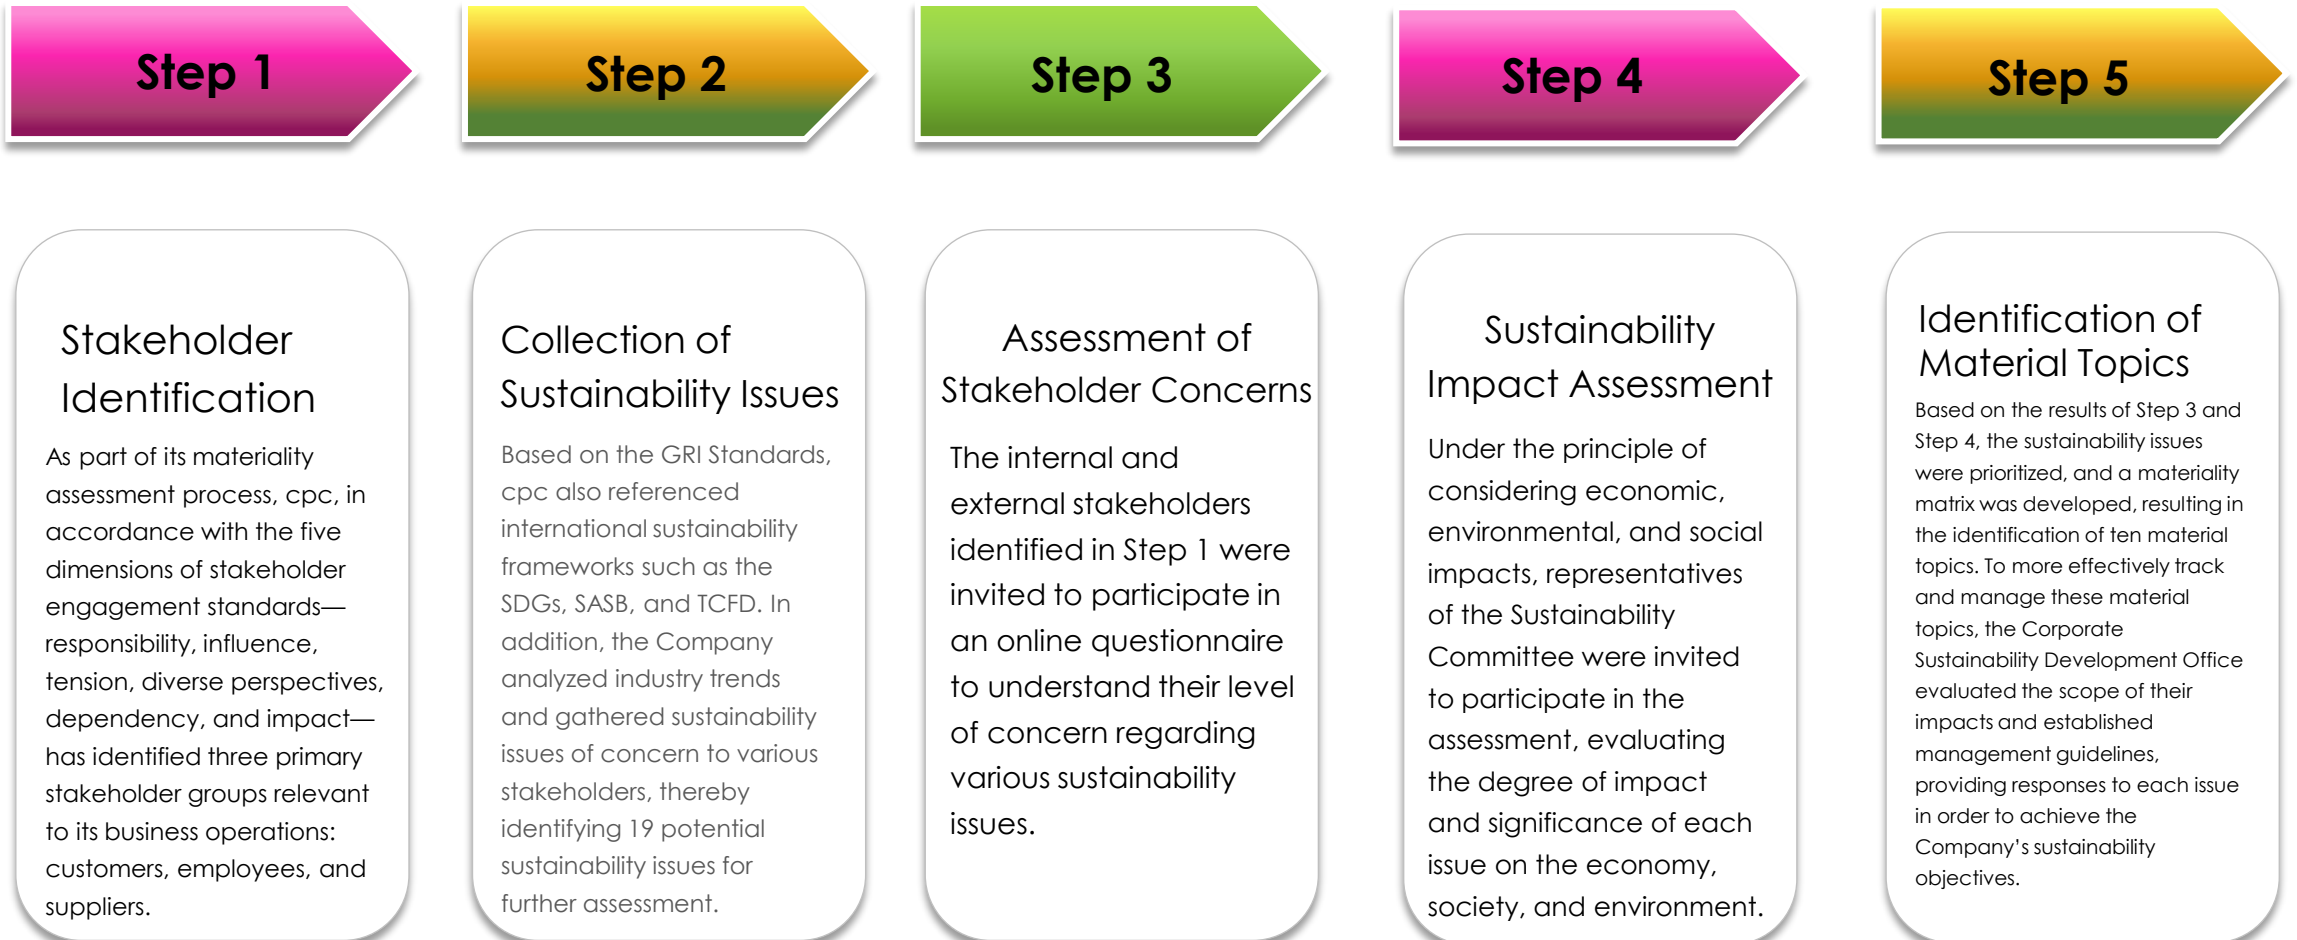 Step 1
Step 2
Step 3
Step 4
Step 5
Stakeholder
Identification
As part of its materiality
assessment process, cpc, in
accordance with the five
dimensions of stakeholder
engagement standards—
responsibility, influence,
tension, diverse perspectives,
dependency, and impact—
has identified three primary
stakeholder groups relevant
to its business operations:
customers, employees, and
suppliers.
Collection of
Sustainability Issues
Based on the GRI Standards,
cpc also referenced
international sustainability
frameworks such as the
SDGs, SASB, and TCFD. In
addition, the Company
analyzed industry trends
and gathered sustainability
issues of concern to various
stakeholders, thereby
identifying 19 potential
sustainability issues for
further assessment.
Assessment of
Stakeholder Concerns
The internal and
external stakeholders
identified in Step 1 were
invited to participate in
an online questionnaire
to understand their level
of concern regarding
various sustainability
issues.
Sustainability
Impact Assessment
Under the principle of
considering economic,
environmental, and social
impacts, representatives
of the Sustainability
Committee were invited
to participate in the
assessment, evaluating
the degree of impact
and significance of each
issue on the economy,
society, and environment.
Identification of
Material Topics
Based on the results of Step 3 and
Step 4, the sustainability issues
were prioritized, and a materiality
matrix was developed, resulting in
the identification of ten material
topics. To more effectively track
and manage these material
topics, the Corporate
Sustainability Development Office
evaluated the scope of their
impacts and established
management guidelines,
providing responses to each issue
in order to achieve the
Company’s sustainability
objectives.